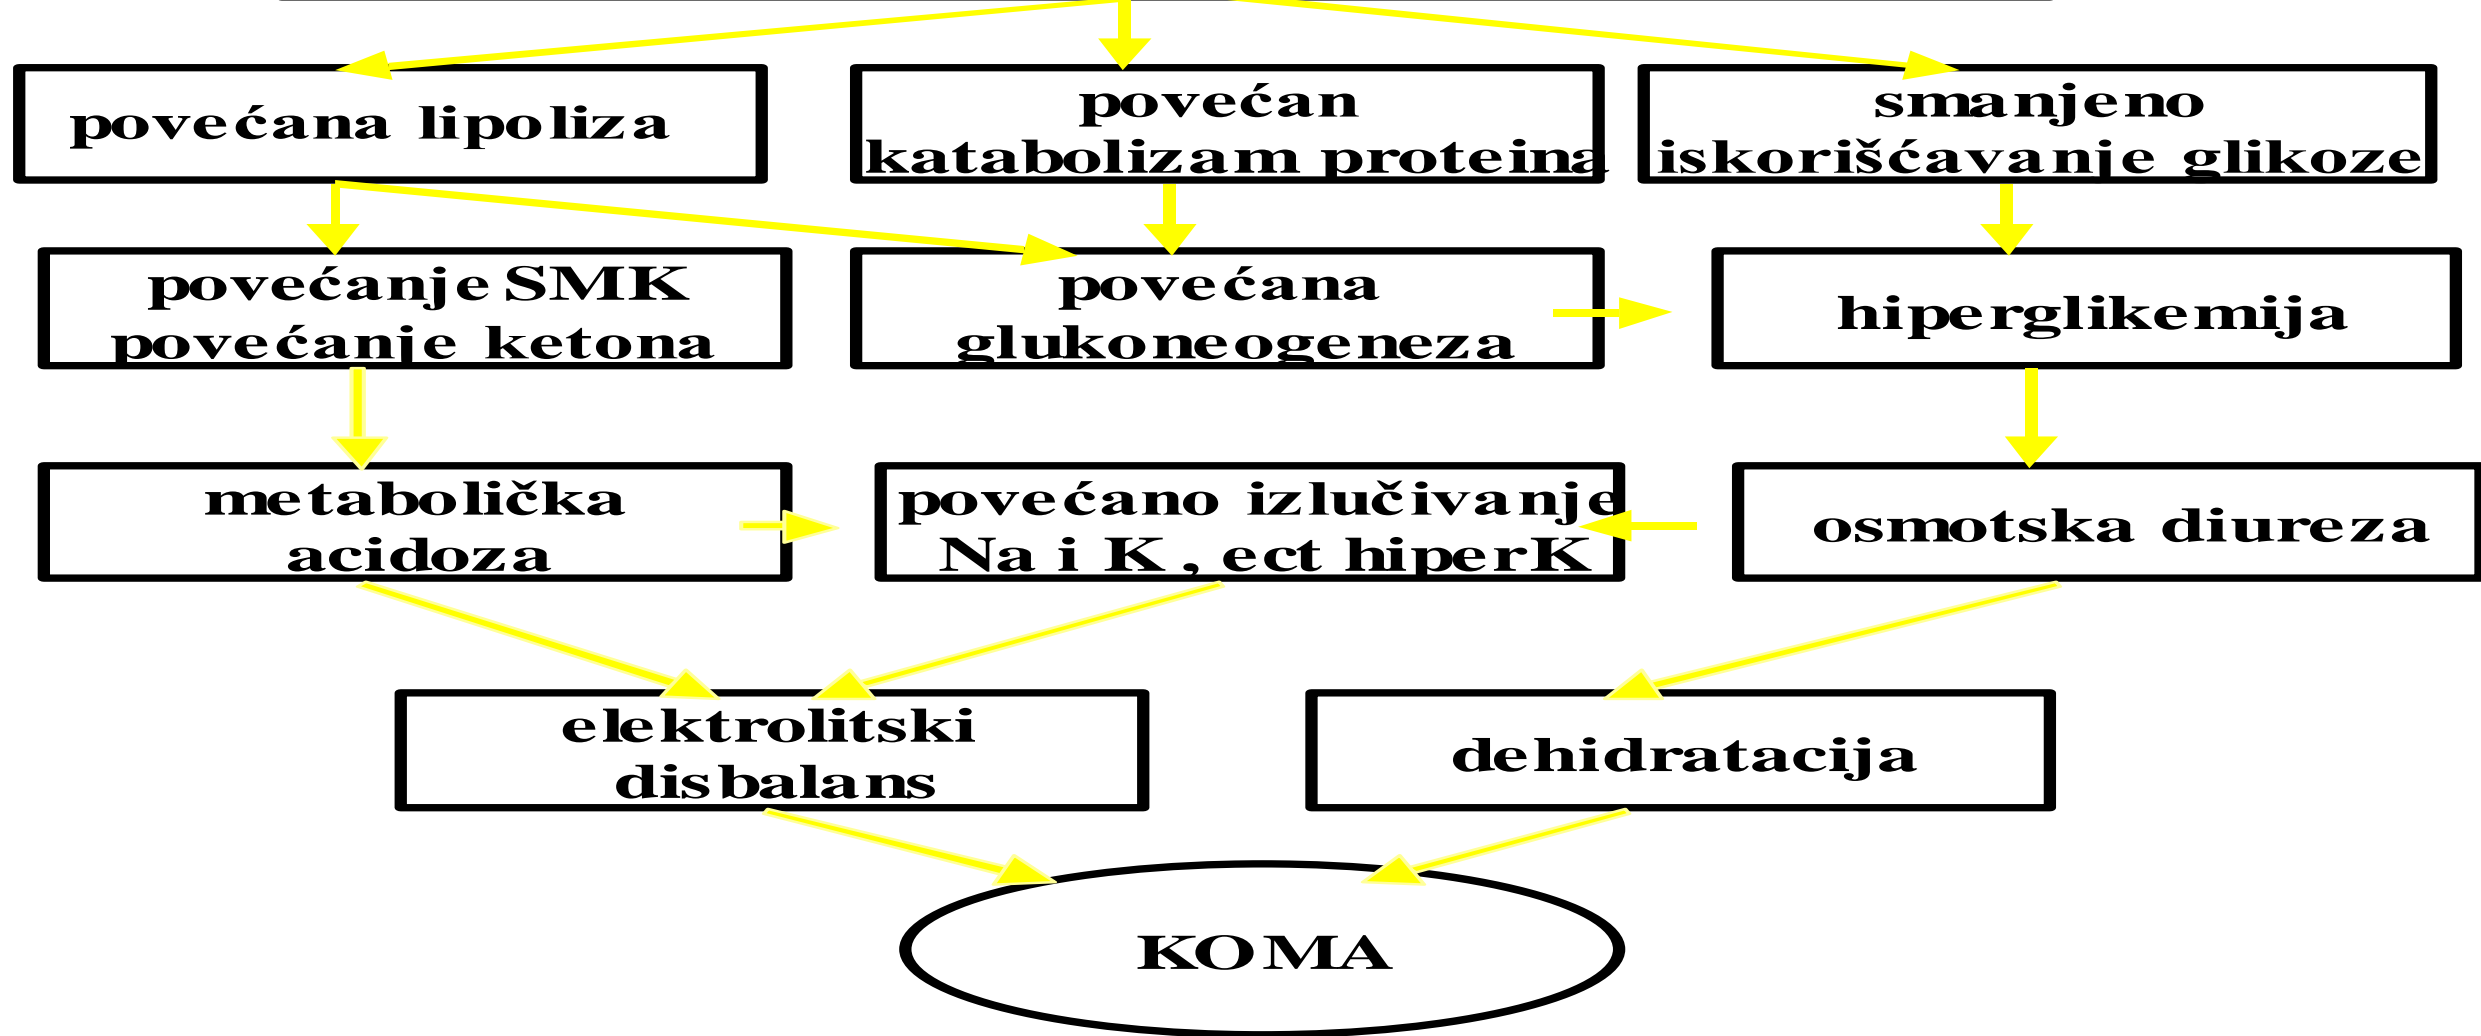 povećana lipoliza
povećan
katabolizam proteina
smanjeno
iskorišćavanje glikoze
povećanje SMK
povećanje ketona
povećana
glukoneogeneza
hiperglikemija
metabolička
acidoza
povećano izlučivanje
Na i K , ect hiperK
osmotska diureza
elektrolitski
disbalans
dehidratacija
KOMA